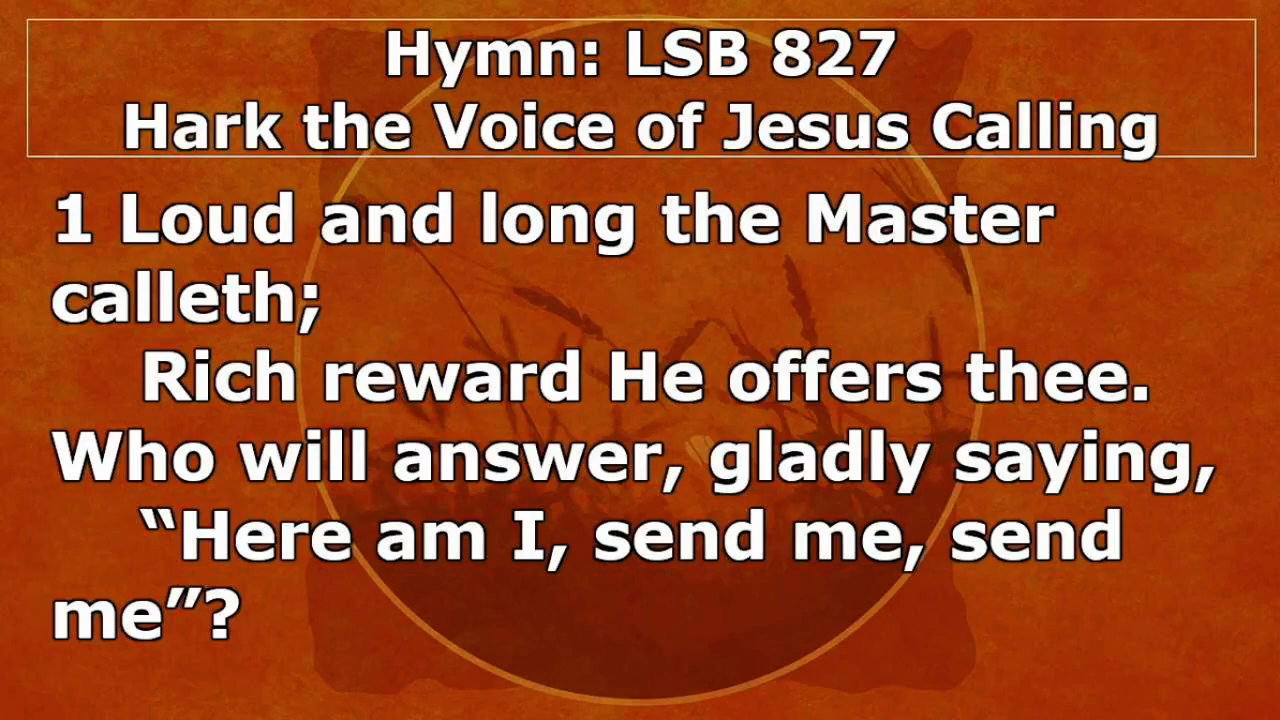 Hymn: LSB 827
Hark the Voice of Jesus Calling
1 Loud and long the Master
calleth;
Rich reward He offers thee.
Who will answer, gladly saying,
“Here am I, send me, send
me”?